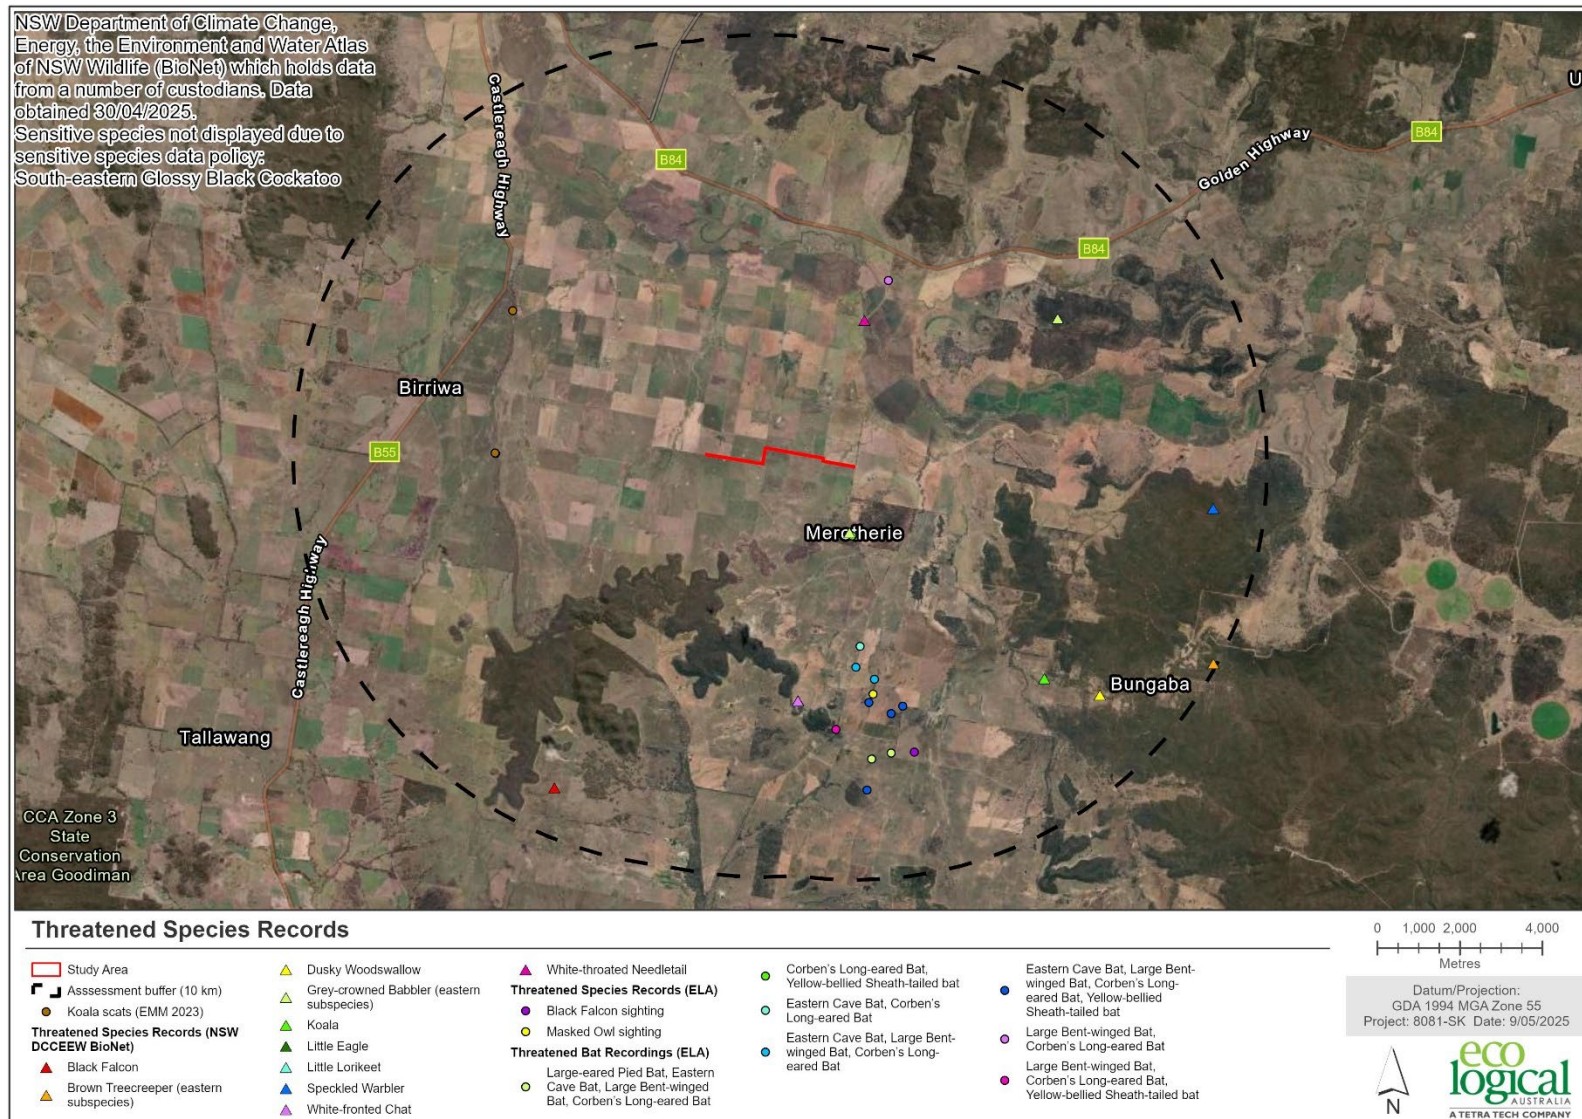 NSW Department of Climate Change,
Energy, the Environment and Water Atlas
of NSW Wildlife (BioNet) which holds data
from a number of custodians. Data
obtained 30/04/2025.
Sensitive species not displayed due to
sensitive species data policy:
South-eastern Glossy Black Cockatoo
Castlereagh Highway
B84
B84
Golden Highway
B84
U
Birriwa
B55
Merotherie
Castlereagh Highway
Bungaba
Tallawang
CCA Zone 3
State
Conservation
Area Goodiman
Threatened Species Records
Study Area
Asssessment buffer (10 km)
Koala scats (EMM 2023)
Threatened Species Records (NSW
DCCEEW BioNet)
Black Falcon
Brown Treecreeper (eastern
subspecies)
Dusky Woodswallow
Grey-crowned Babbler (eastern
subspecies)
Koala
Little Eagle
Little Lorikeet
Speckled Warbler
White-fronted Chat
White-throated Needletail
Threatened Species Records (ELA)
Black Falcon sighting
Masked Owl sighting
Threatened Bat Recordings (ELA)
Large-eared Pied Bat, Eastern
Cave Bat, Large Bent-winged
Bat, Corben's Long-eared Bat
Corben's Long-eared Bat,
Yellow-bellied Sheath-tailed bat
Eastern Cave Bat, Corben's
Long-eared Bat
Eastern Cave Bat, Large Bent-
winged Bat, Corben's Long-
eared Bat
Eastern Cave Bat, Large Bent-
winged Bat, Corben's Long-
eared Bat, Yellow-bellied
Sheath-tailed bat
Large Bent-winged Bat,
Corben's Long-eared Bat
Large Bent-winged Bat,
Corben's Long-eared Bat,
Yellow-bellied Sheath-tailed bat
0 1,000 2,000 4,000
Metres
Datum/Projection:
GDA 1994 MGA Zone 55
Project: 8081-SK Date: 9/05/2025
N
eco
logical
AUSTRALIA
A TETRA TECH COMPANY